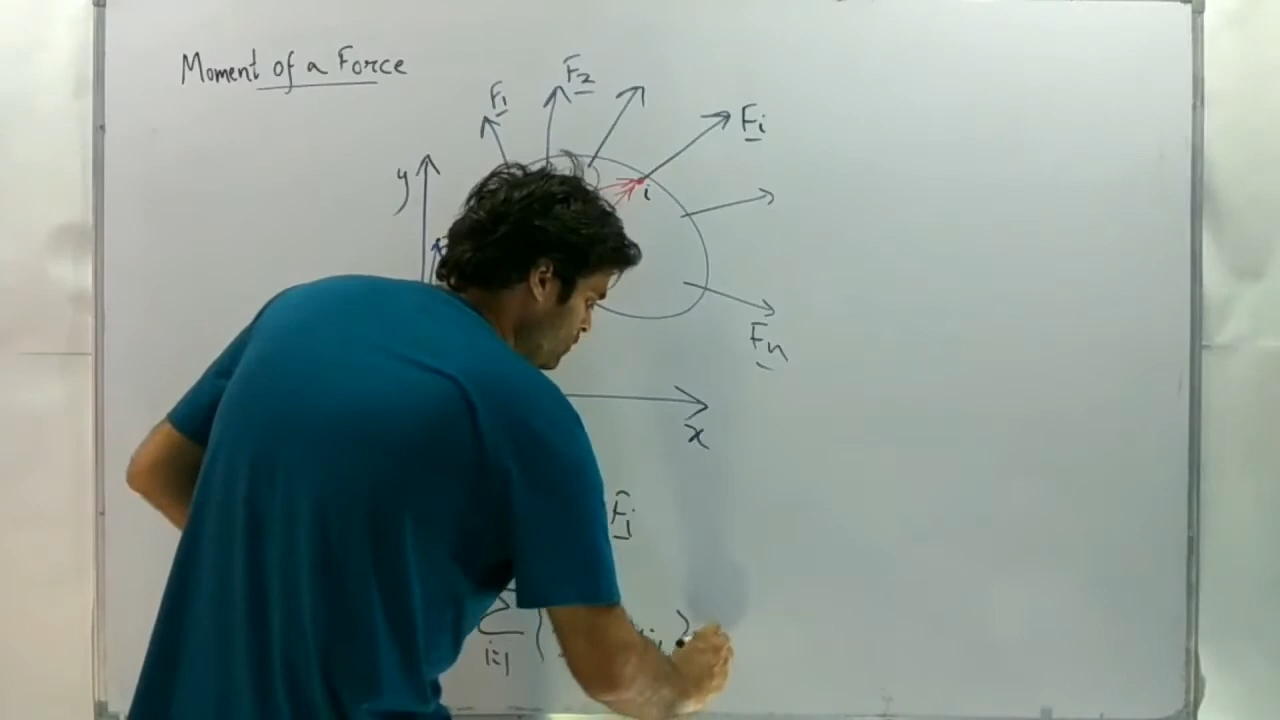 Moment of a Force
F1
F2
Fi
y
i
Fn
x
Fi
Σ (
i=1
)